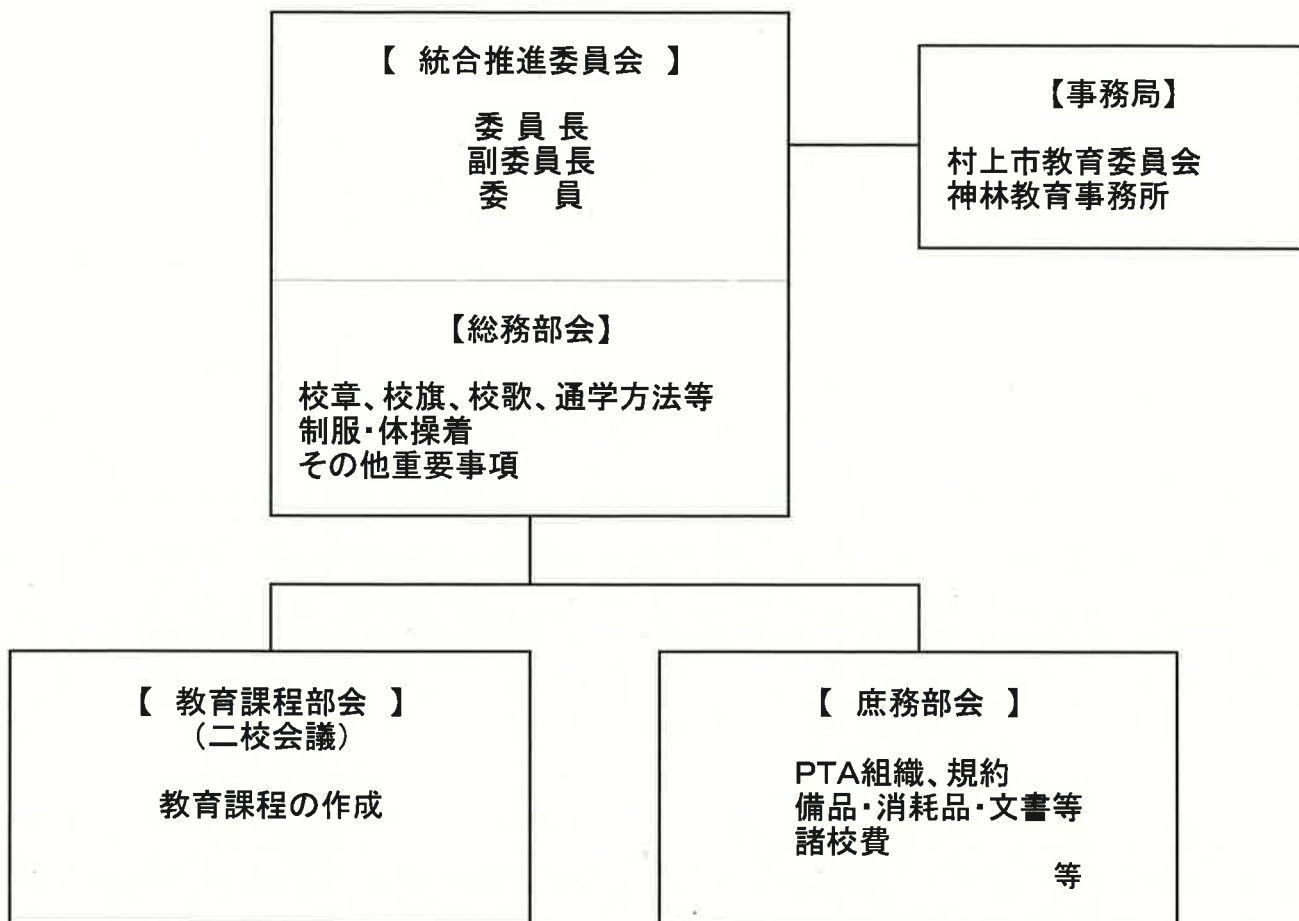 【 統合推進委員会 】
委 員 長
副委員長
委 員
【事務局】
村上市教育委員会
神林教育事務所
【総務部会】
校章、校旗、校歌、通学方法等
制服・体操着
その他重要事項
【 教育課程部会 】
(二校会議)
教育課程の作成
【 庶務部会 】
PTA組織、規約
備品・消耗品・文書等
諸校費
等